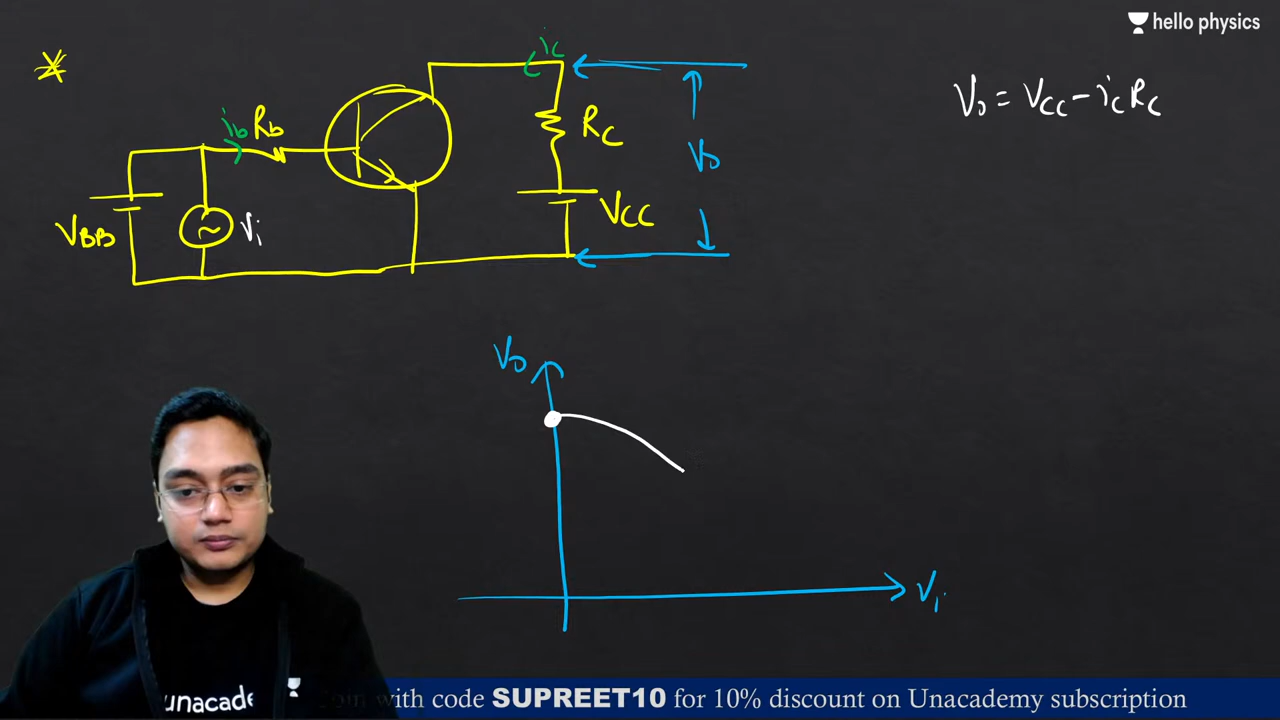 hello physics
*
ic
ib Rb
RC
Vo
VBB
Vi
VCC
Vo = VCC - iC RC
Vo
Vi
unacade
Join with code SUPREET10 for 10% discount on Unacademy subscription